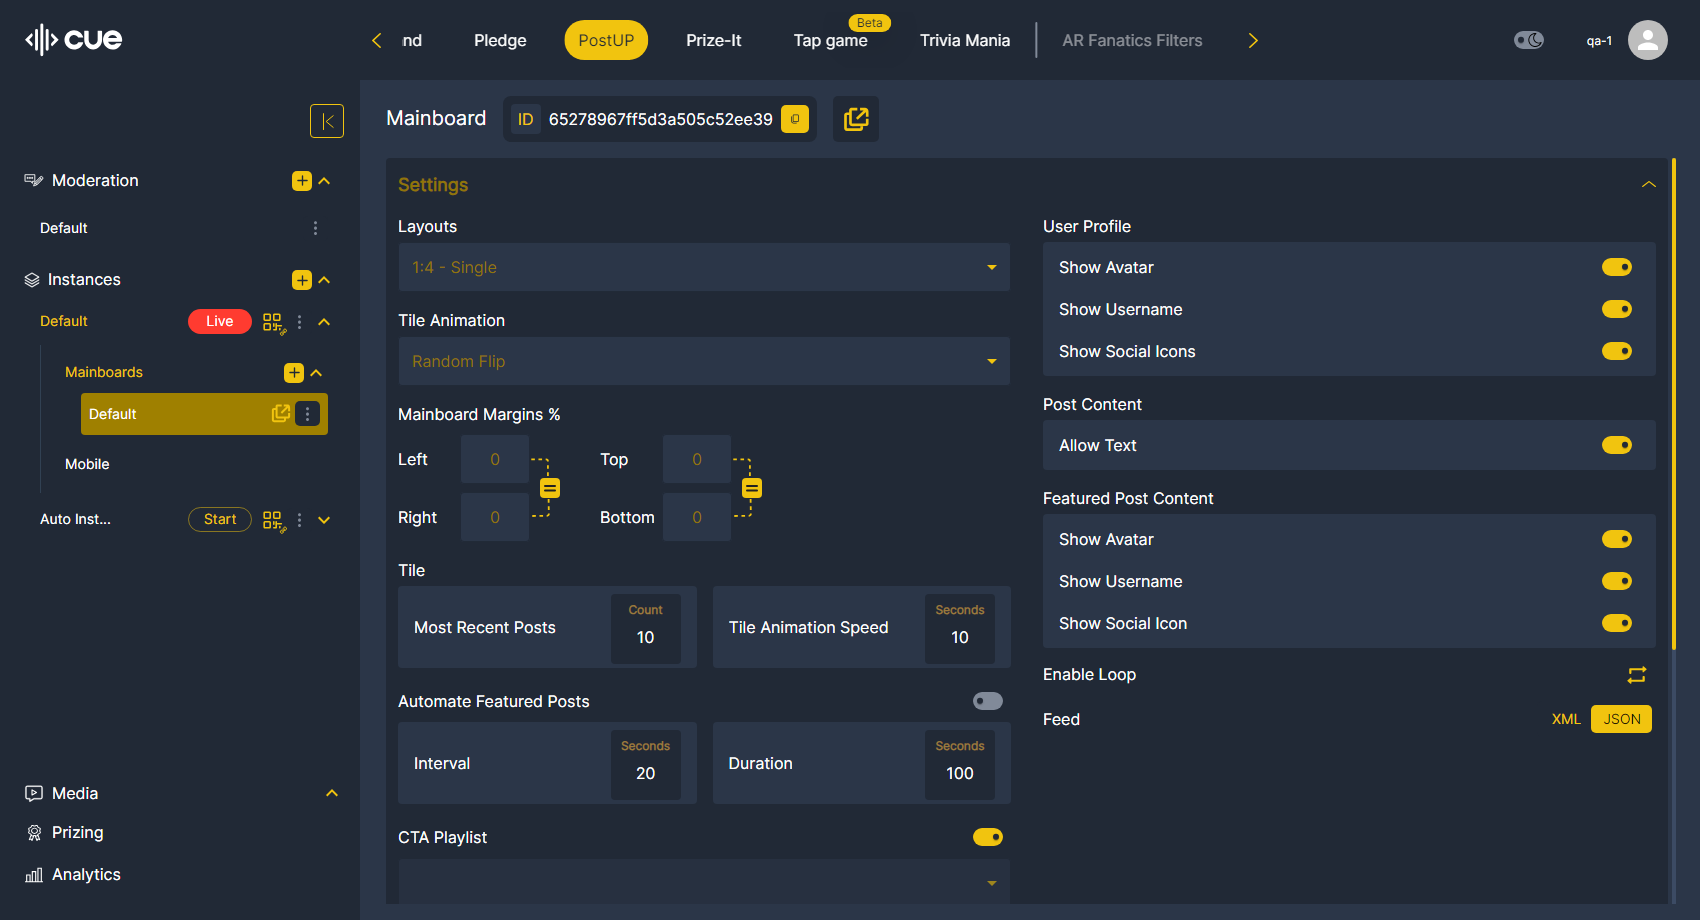 cue
nd
Pledge
PostUP
Prize-It
Beta
Tap game
Trivia Mania
AR Fanatics Filters
qa-1
Moderation
Default
Instances
Default
Live
Mainboards
Default
Mobile
Auto Inst...
Start
Media
Prizing
Analytics
Mainboard
ID
65278967ff5d3a505c52ee39
Settings
Layouts
1:4 - Single
Tile Animation
Random Flip
Mainboard Margins %
Left 0 Top 0
Right 0 Bottom 0
Tile
Most Recent Posts
Count
10
Tile Animation Speed
Seconds
10
Automate Featured Posts
Interval
Seconds
20
Duration
Seconds
100
CTA Playlist
User Profile
Show Avatar
Show Username
Show Social Icons
Post Content
Allow Text
Featured Post Content
Show Avatar
Show Username
Show Social Icon
Enable Loop
Feed
XML
JSON